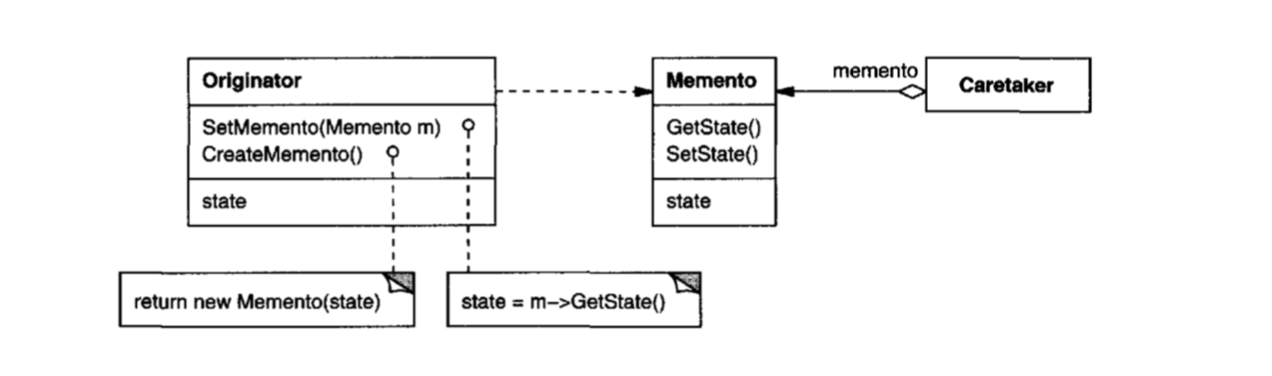 Originator
SetMemento(Memento m)
CreateMemento()
state
return new Memento(state)
state = m->GetState()
Memento
GetState()
SetState()
state
memento
Caretaker